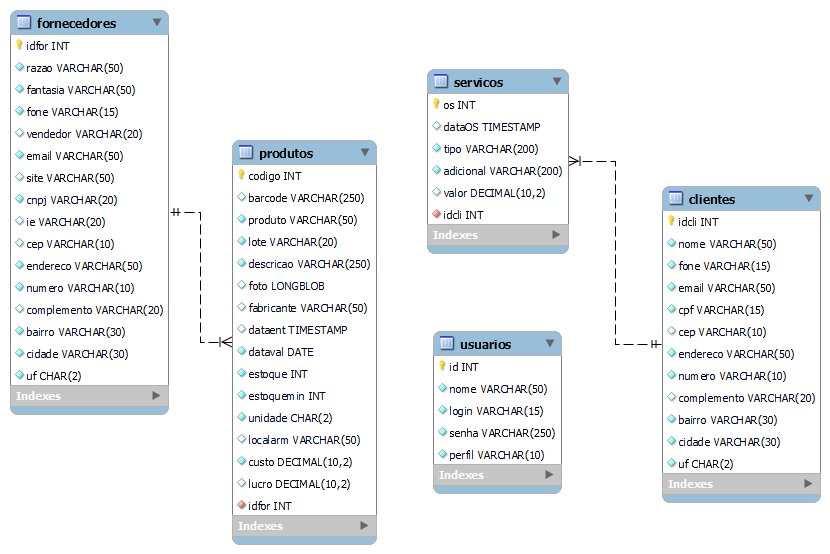 fornecedores
idfor INT
razao VARCHAR(50)
fantasia VARCHAR(50)
fone VARCHAR(15)
vendedor VARCHAR(20)
email VARCHAR(50)
site VARCHAR(50)
cnpj VARCHAR(20)
ie VARCHAR(20)
cep VARCHAR(10)
endereco VARCHAR(50)
numero VARCHAR(10)
complemento VARCHAR(20)
bairro VARCHAR(30)
cidade VARCHAR(30)
uf CHAR(2)
Indexes
produtos
codigo INT
barcode VARCHAR(250)
produto VARCHAR(50)
lote VARCHAR(20)
descricao VARCHAR(250)
foto LONGBLOB
fabricante VARCHAR(50)
dataent TIMESTAMP
dataval DATE
estoque INT
estoquemin INT
unidade CHAR(2)
localarm VARCHAR(50)
custo DECIMAL(10,2)
lucro DECIMAL(10,2)
idfor INT
Indexes
servicos
os INT
dataOS TIMESTAMP
tipo VARCHAR(200)
adicional VARCHAR(200)
valor DECIMAL(10,2)
idcli INT
Indexes
usuarios
id INT
nome VARCHAR(50)
login VARCHAR(15)
senha VARCHAR(250)
perfil VARCHAR(10)
Indexes
clientes
idcli INT
nome VARCHAR(50)
fone VARCHAR(15)
email VARCHAR(50)
cpf VARCHAR(15)
cep VARCHAR(10)
endereco VARCHAR(50)
numero VARCHAR(10)
complemento VARCHAR(20)
bairro VARCHAR(30)
cidade VARCHAR(30)
uf CHAR(2)
Indexes